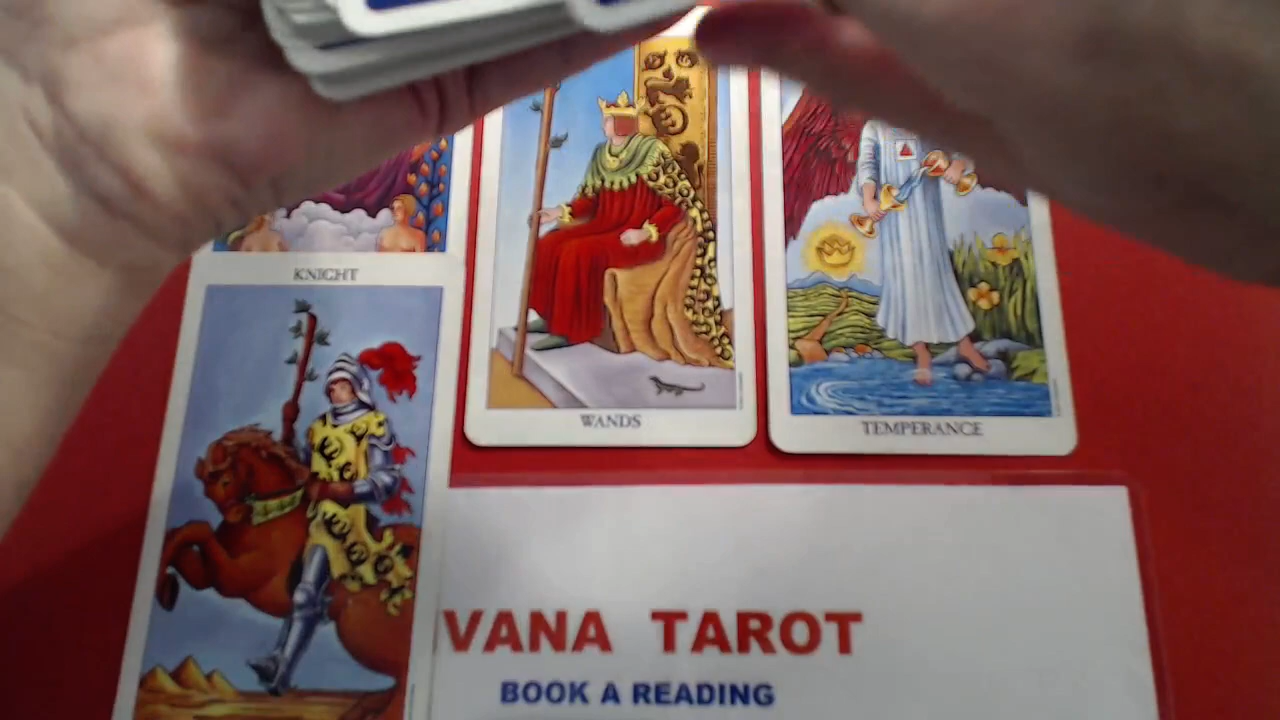 KNIGHT
WANDS
TEMPERANCE
VANA TAROT
BOOK A READING